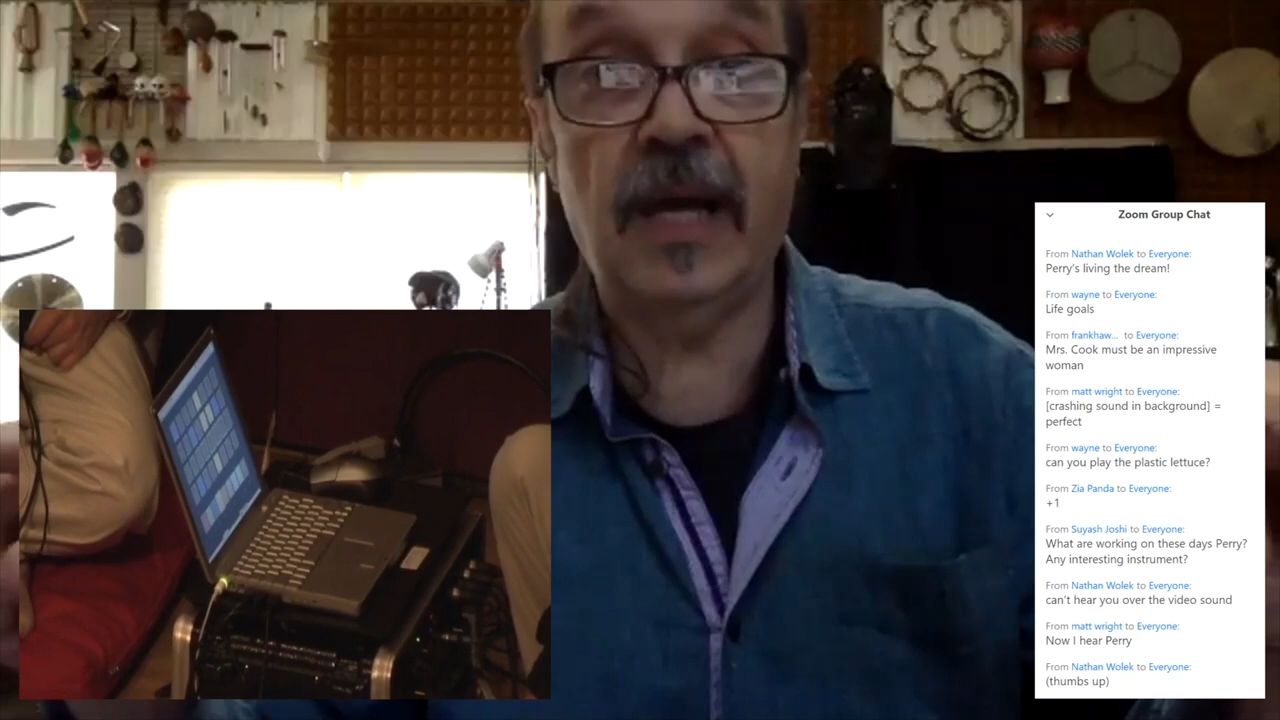 Zoom Group Chat
From Nathan Wolek to Everyone:
Perry's living the dream!
From wayne to Everyone:
Life goals
From frankhaw... to Everyone:
Mrs. Cook must be an impressive
woman
From matt wright to Everyone:
[crashing sound in background] =
perfect
From wayne to Everyone:
can you play the plastic lettuce?
From Zia Panda to Everyone:
+1
From Suyash Joshi to Everyone:
What are working on these days Perry?
Any interesting instrument?
From Nathan Wolek to Everyone:
can't hear you over the video sound
From matt wright to Everyone:
Now I hear Perry
From Nathan Wolek to Everyone:
(thumbs up)